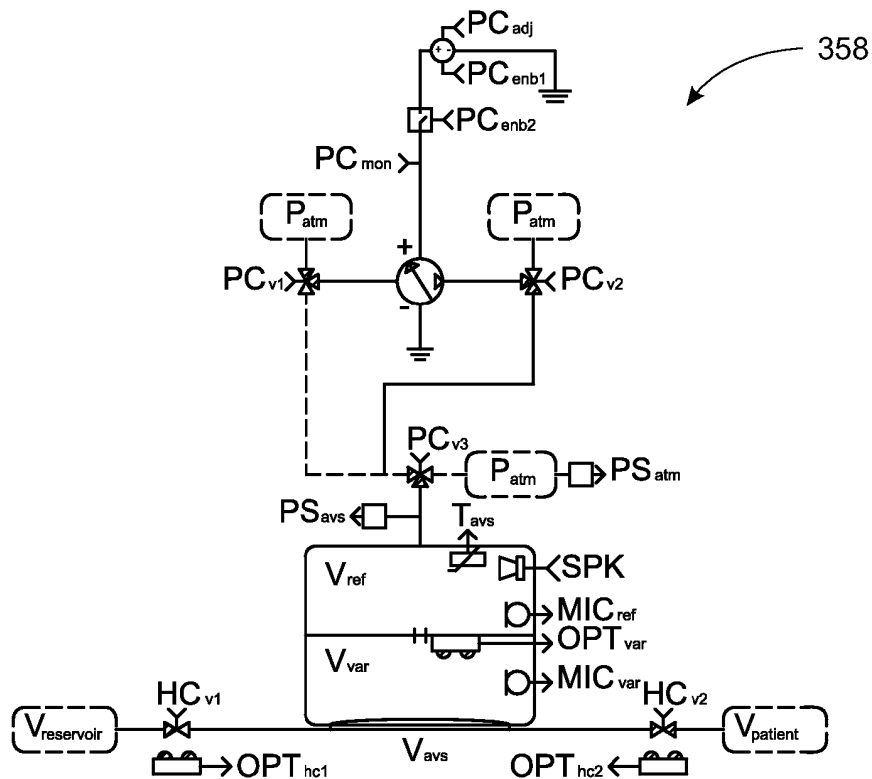 PCadj
358
+ -
PCenb1
PCenb2
PCmon
Patm
Patm
+
PCv1
PCv2
-
PCv3
Patm
PSatm
PSavs
Tavs
Vref
SPK
MICref
OPTvar
Vvar
MICvar
HCv1
HCv2
Vreservoir
Vpatient
Vavs
OPThc1
OPThc2